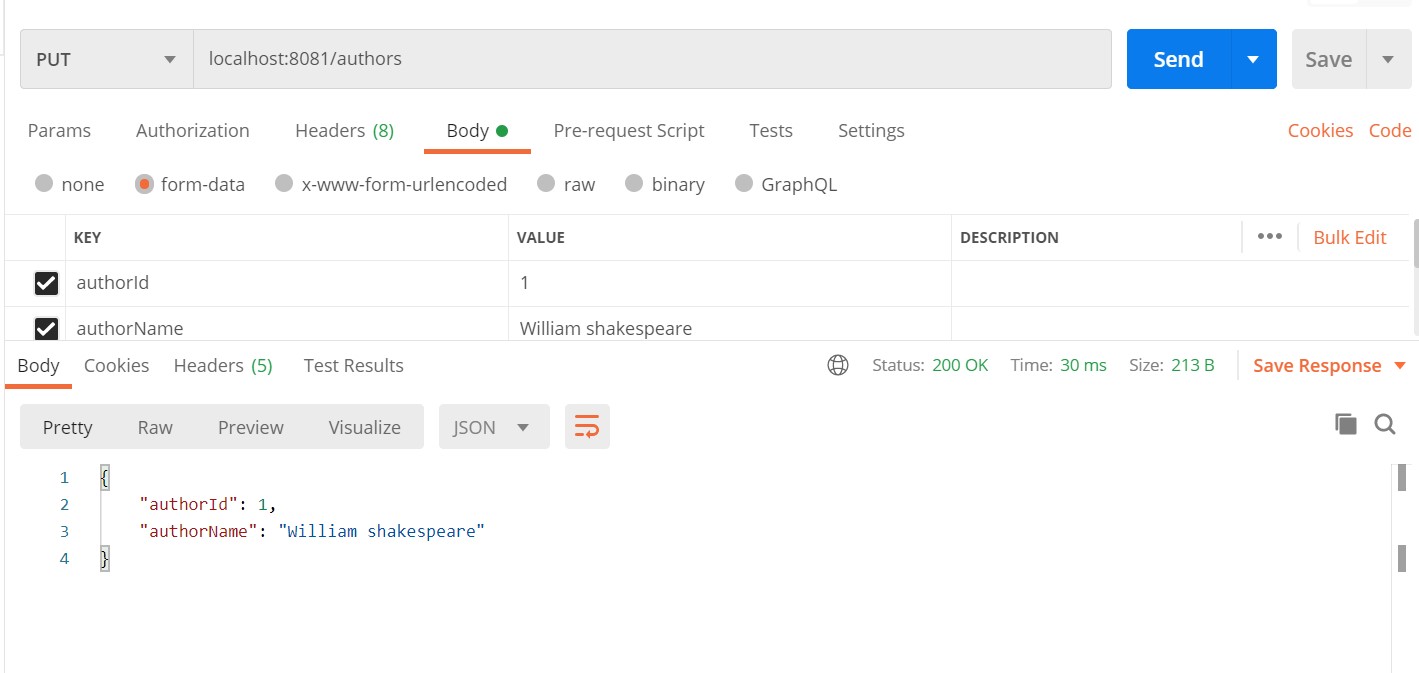 PUT localhost:8081/authors Send Save
Params Authorization Headers (8) Body Pre-request Script Tests Settings Cookies Code
none form-data x-www-form-urlencoded raw binary GraphQL
KEY VALUE DESCRIPTION ••• Bulk Edit
authorId 1
authorName William shakespeare
Body Cookies Headers (5) Test Results Status: 200 OK Time: 30 ms Size: 213 B Save Response
Pretty Raw Preview Visualize JSON
1 {
2 "authorId": 1,
3 "authorName": "William shakespeare"
4 }